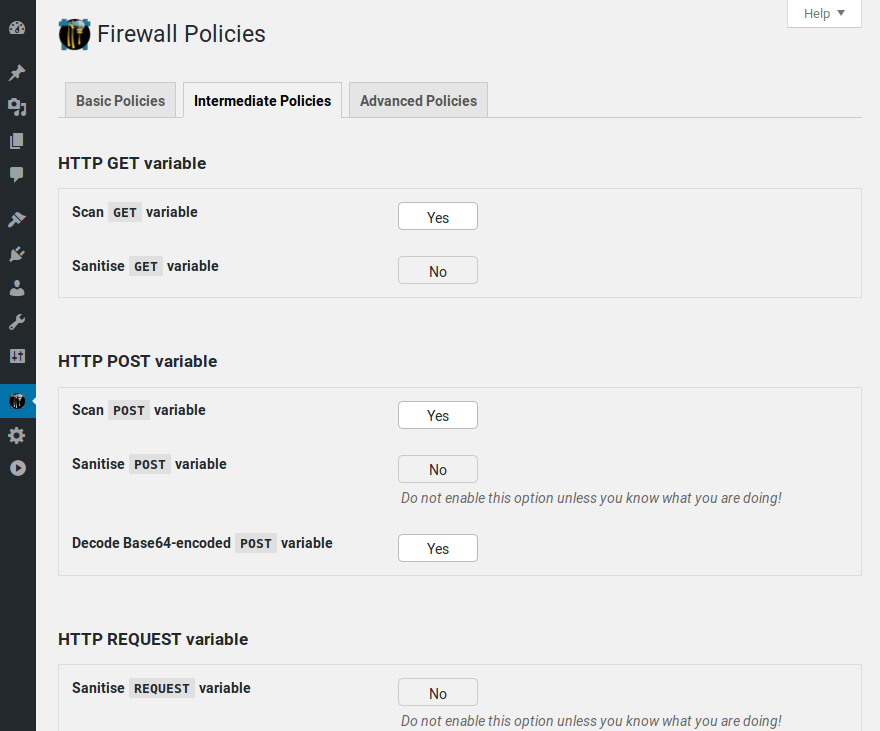 Help
Firewall Policies
Basic Policies Intermediate Policies Advanced Policies
HTTP GET variable
Scan GET variable Yes
Sanitise GET variable No
HTTP POST variable
Scan POST variable Yes
Sanitise POST variable No
Do not enable this option unless you know what you are doing!
Decode Base64-encoded POST variable Yes
HTTP REQUEST variable
Sanitise REQUEST variable No
Do not enable this option unless you know what you are doing!